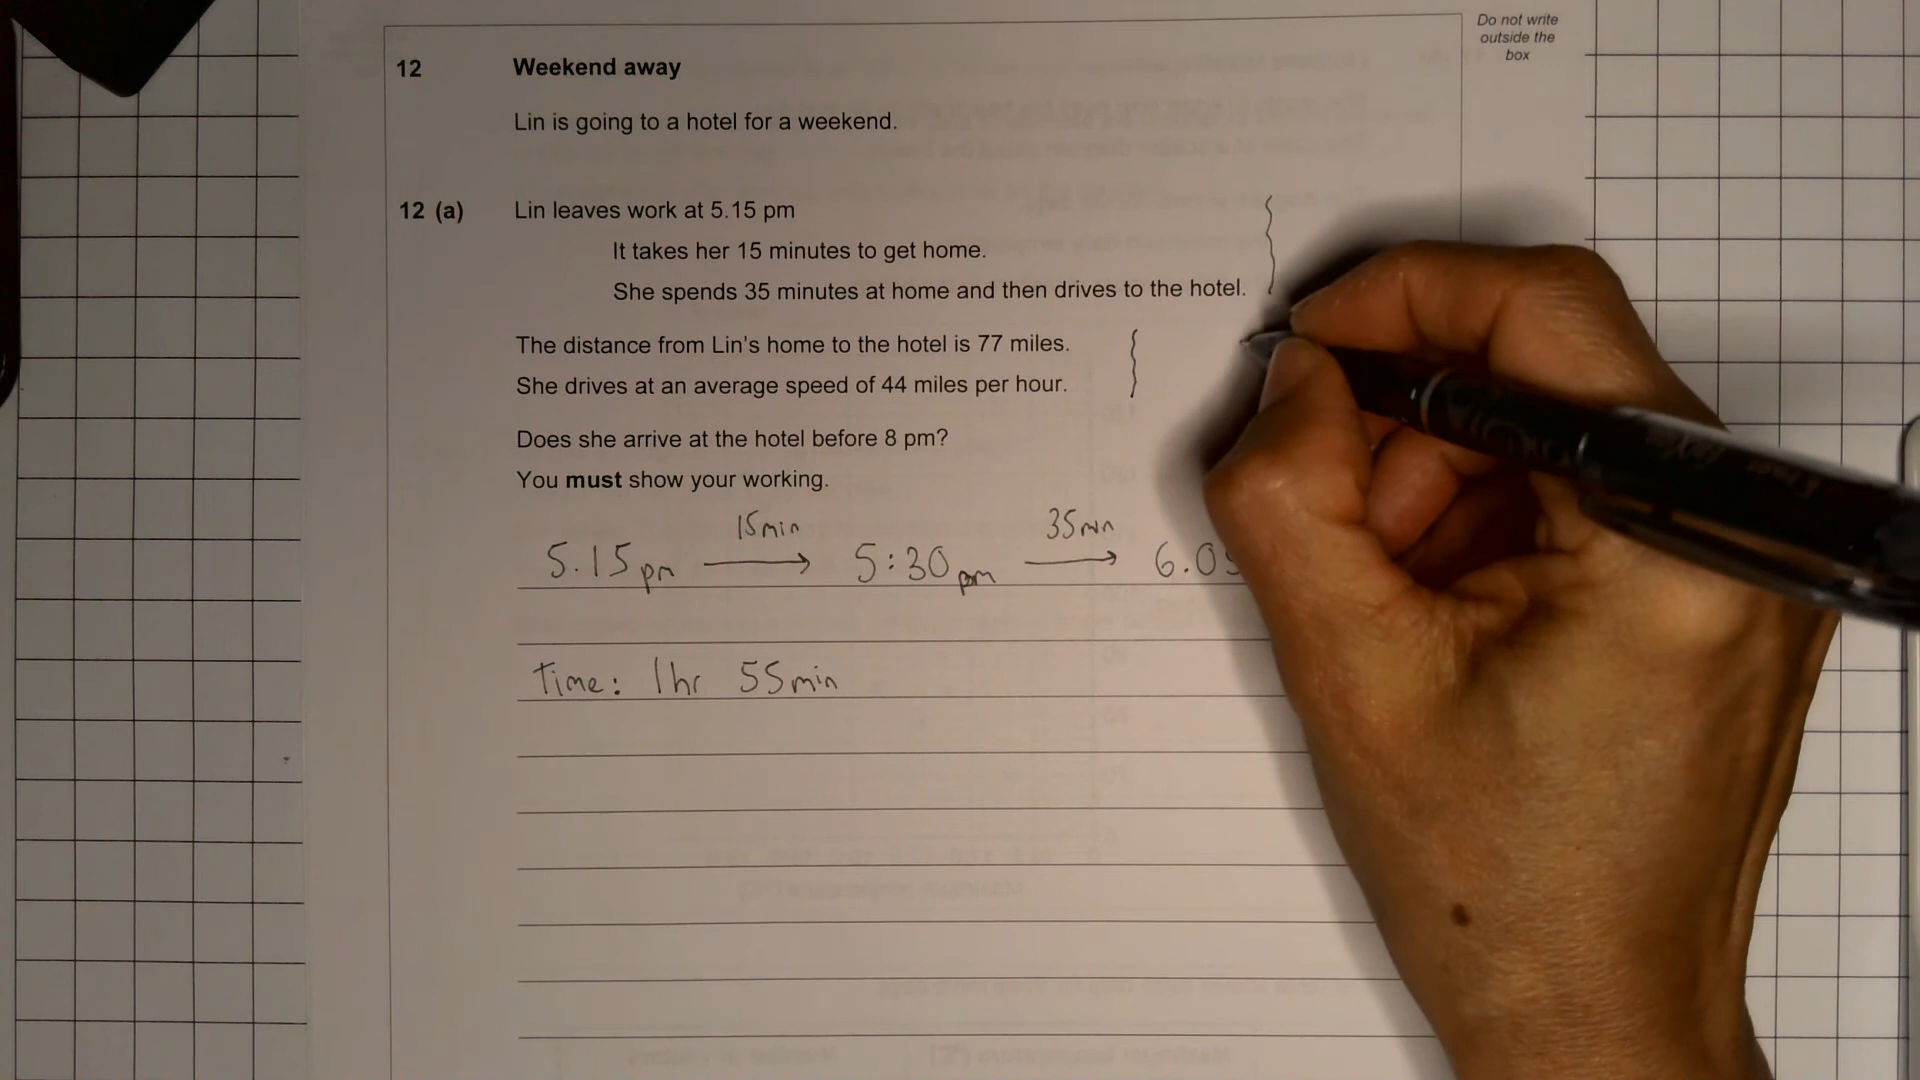 Do not write
outside the
box
12 Weekend away
Lin is going to a hotel for a weekend.
12 (a) Lin leaves work at 5.15 pm
It takes her 15 minutes to get home.
She spends 35 minutes at home and then drives to the hotel.
The distance from Lin's home to the hotel is 77 miles.
She drives at an average speed of 44 miles per hour.
Does she arrive at the hotel before 8 pm?
You must show your working.
15min 35min
5.15pm → 5:30pm → 6.05
Time: 1hr 55min